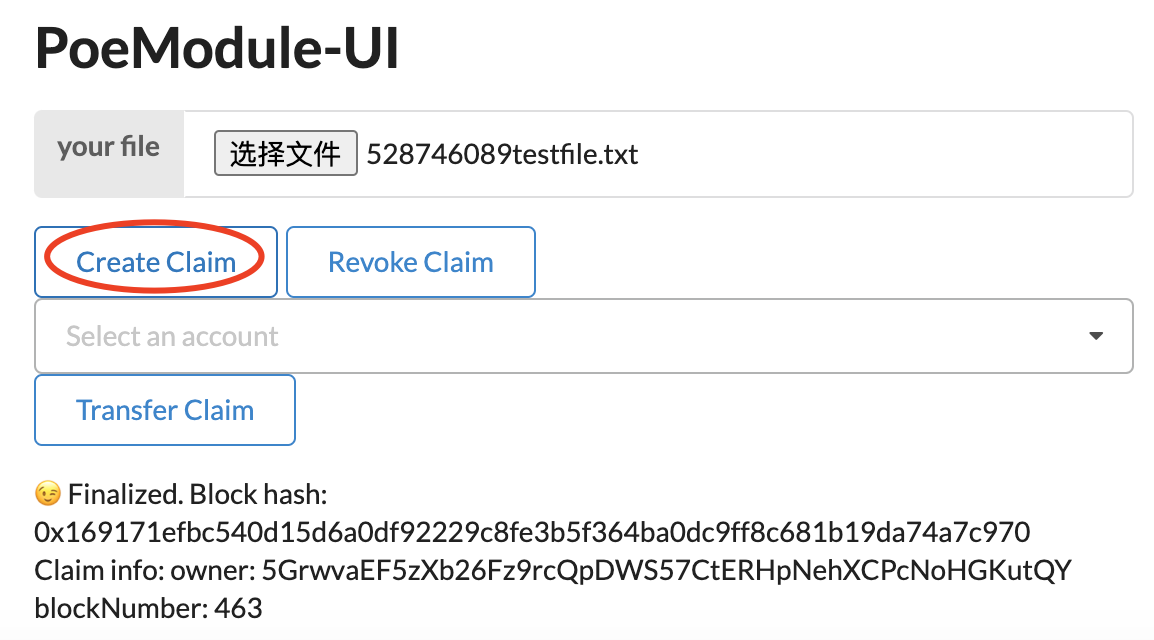 PoeModule-UI
your file
选择文件 528746089testfile.txt
Create Claim Revoke Claim
Select an account
Transfer Claim
😉 Finalized. Block hash:
0x169171efbc540d15d6a0df92229c8fe3b5f364ba0dc9ff8c681b19da74a7c970
Claim info: owner: 5GrwvaEF5zXb26Fz9rcQpDWS57CtERHpNehXCPcNoHGKutQY
blockNumber: 463